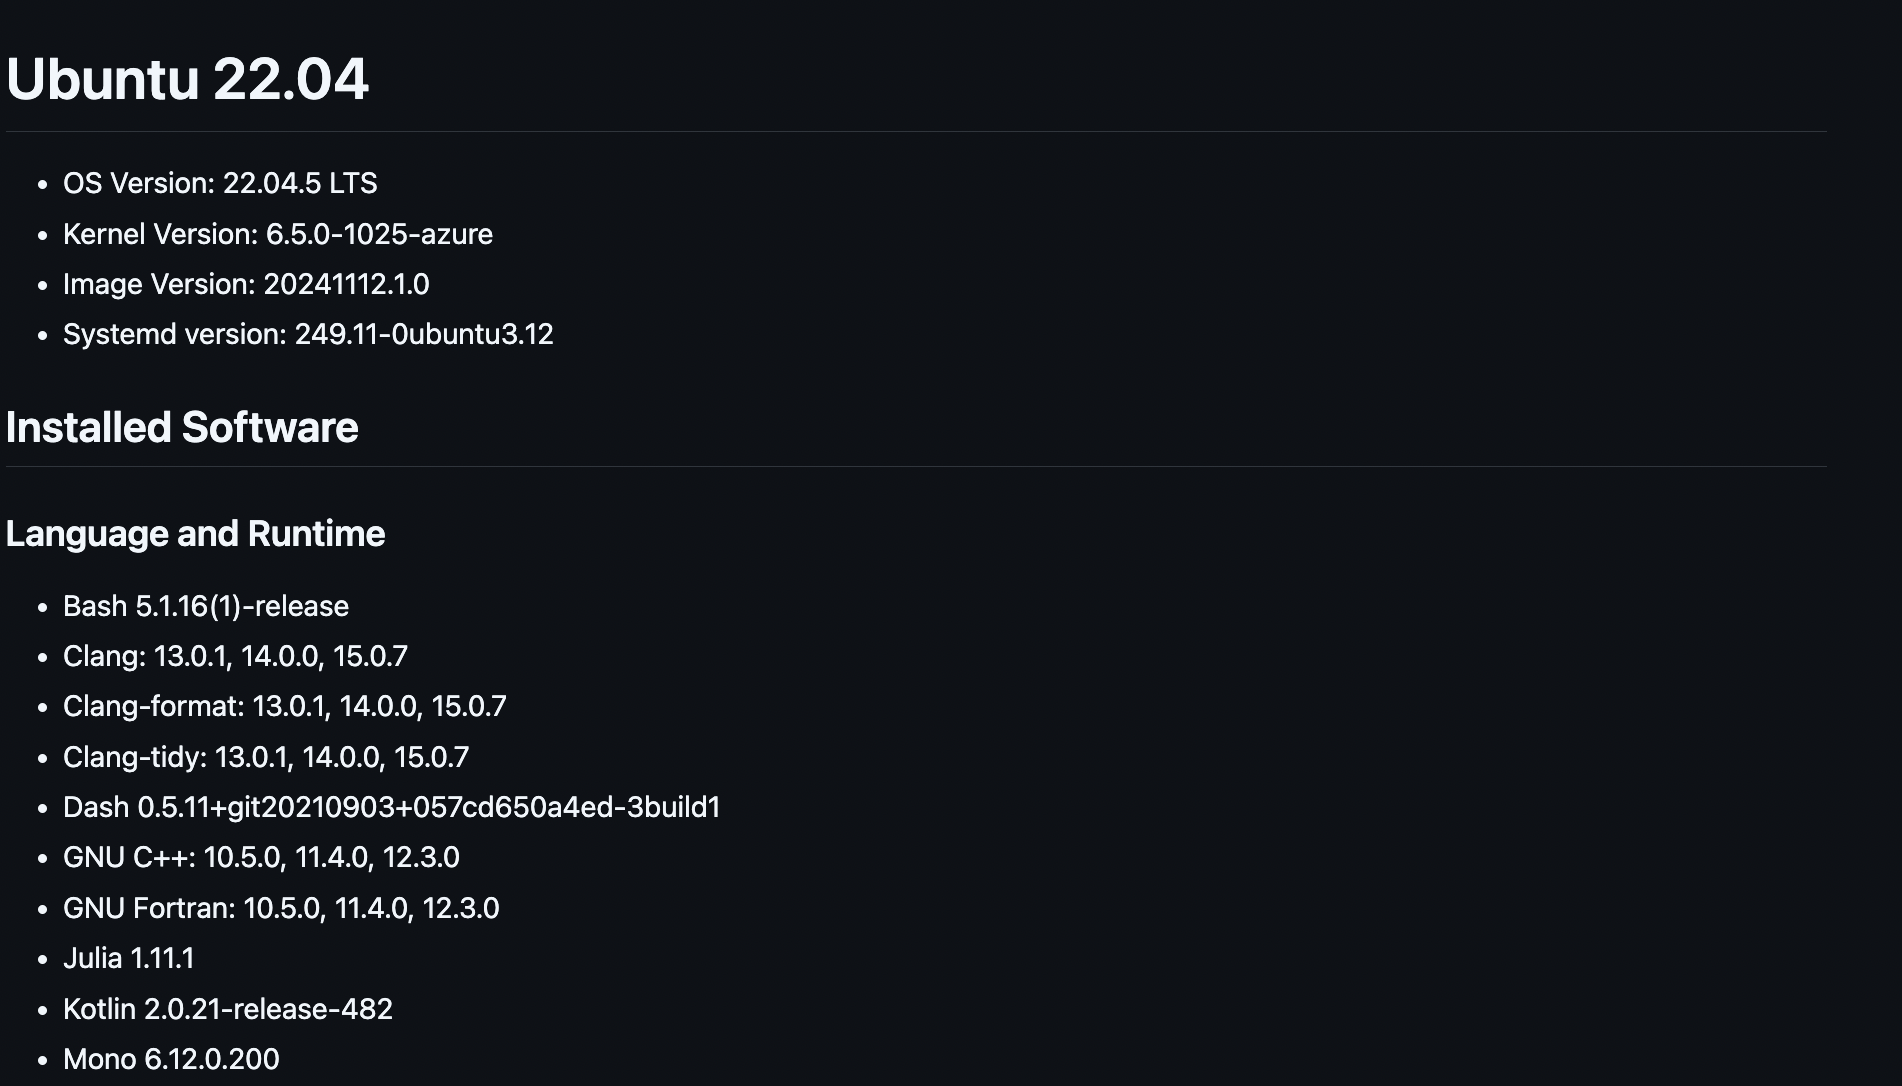 Ubuntu 22.04
• OS Version: 22.04.5 LTS
• Kernel Version: 6.5.0-1025-azure
• Image Version: 20241112.1.0
• Systemd version: 249.11-0ubuntu3.12
Installed Software
Language and Runtime
• Bash 5.1.16(1)-release
• Clang: 13.0.1, 14.0.0, 15.0.7
• Clang-format: 13.0.1, 14.0.0, 15.0.7
• Clang-tidy: 13.0.1, 14.0.0, 15.0.7
• Dash 0.5.11+git20210903+057cd650a4ed-3build1
• GNU C++: 10.5.0, 11.4.0, 12.3.0
• GNU Fortran: 10.5.0, 11.4.0, 12.3.0
• Julia 1.11.1
• Kotlin 2.0.21-release-482
• Mono 6.12.0.200